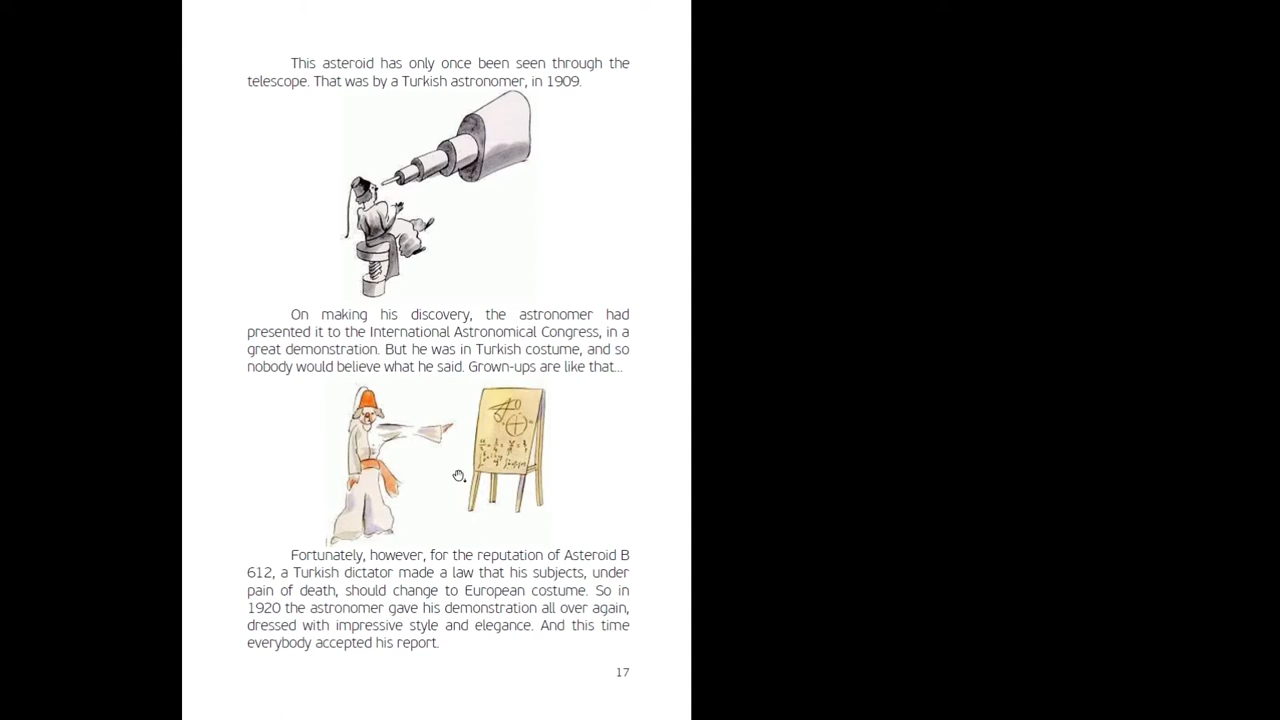 This asteroid has only once been seen through the
telescope. That was by a Turkish astronomer, in 1909.
On making his discovery, the astronomer had
presented it to the International Astronomical Congress, in a
great demonstration. But he was in Turkish costume, and so
nobody would believe what he said. Grown-ups are like that...
Fortunately, however, for the reputation of Asteroid B
612, a Turkish dictator made a law that his subjects, under
pain of death, should change to European costume. So in
1920 the astronomer gave his demonstration all over again,
dressed with impressive style and elegance. And this time
everybody accepted his report.
17